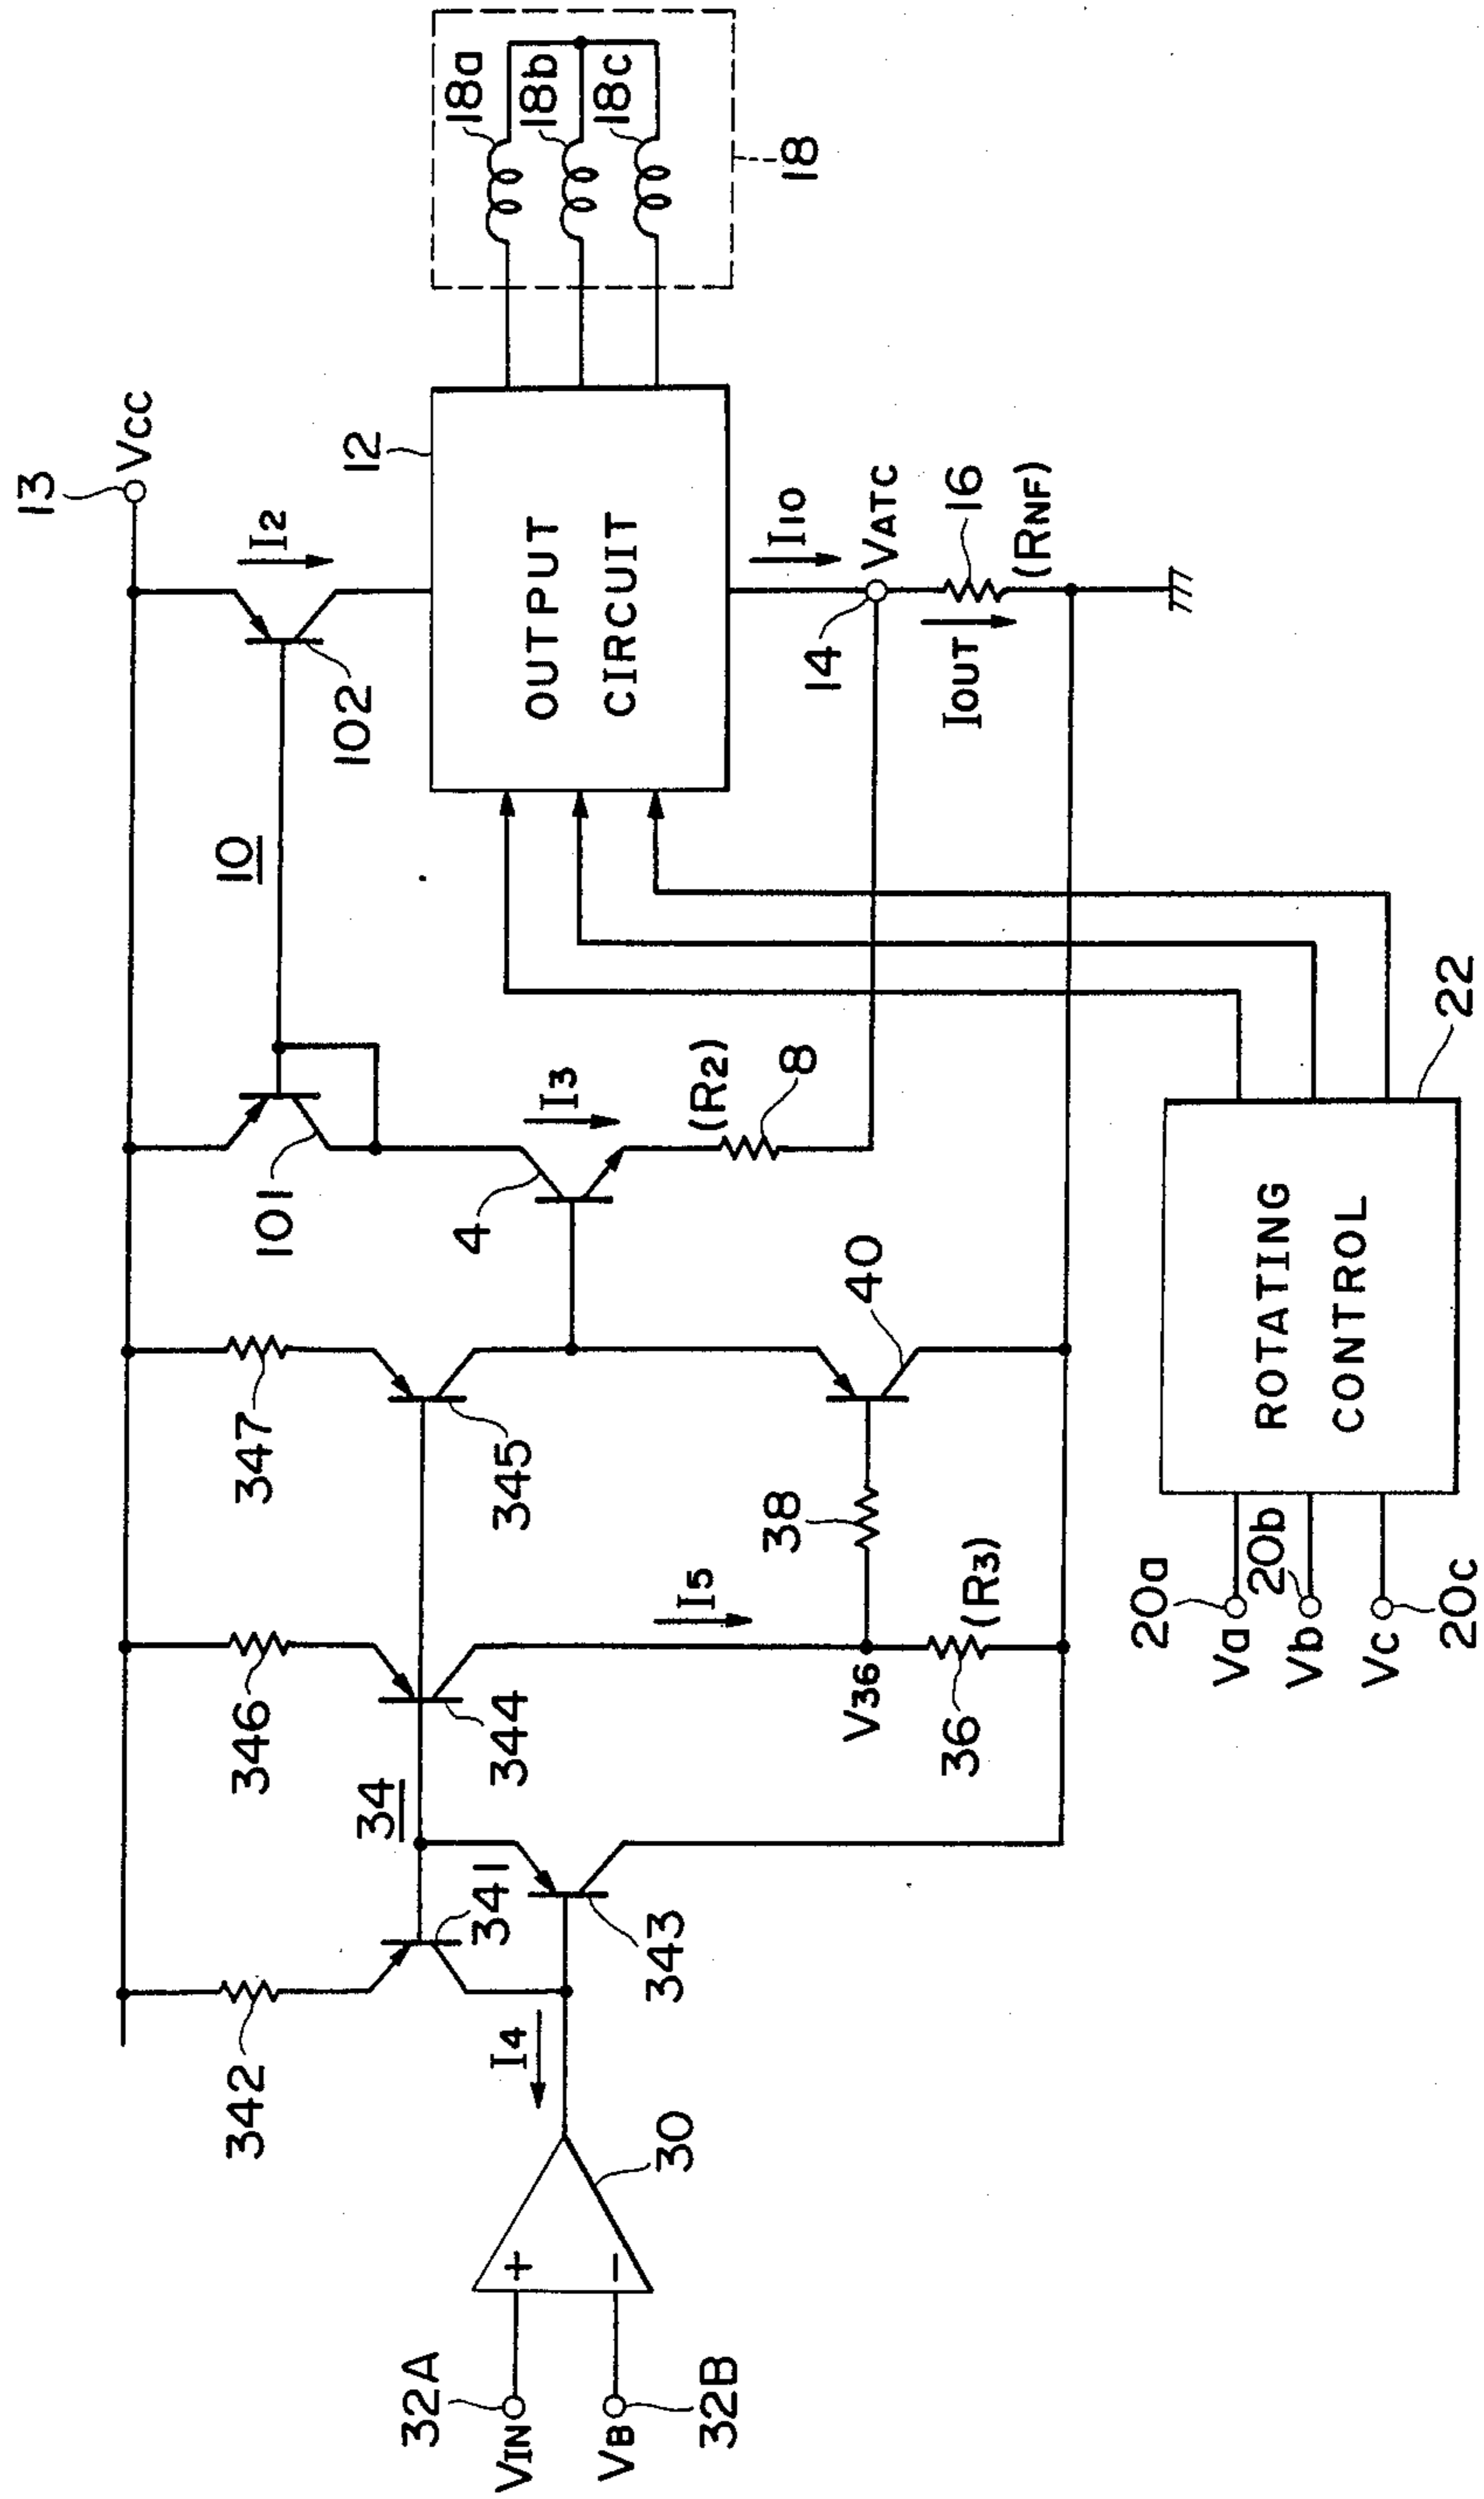 13
VCC
I2
10
102
12
OUTPUT
CIRCUIT
18a
18b
18c
18
I10
VATC
14
16
(RNF)
IOUT
101
I3
4
(R2)
8
347
345
40
38
346
344
34
I5
V36
36
(R3)
342
341
343
I4
30
+
−
32A
VIN
VB
32B
20a
Va
20b
Vb
Vc
20c
ROTATING
CONTROL
22